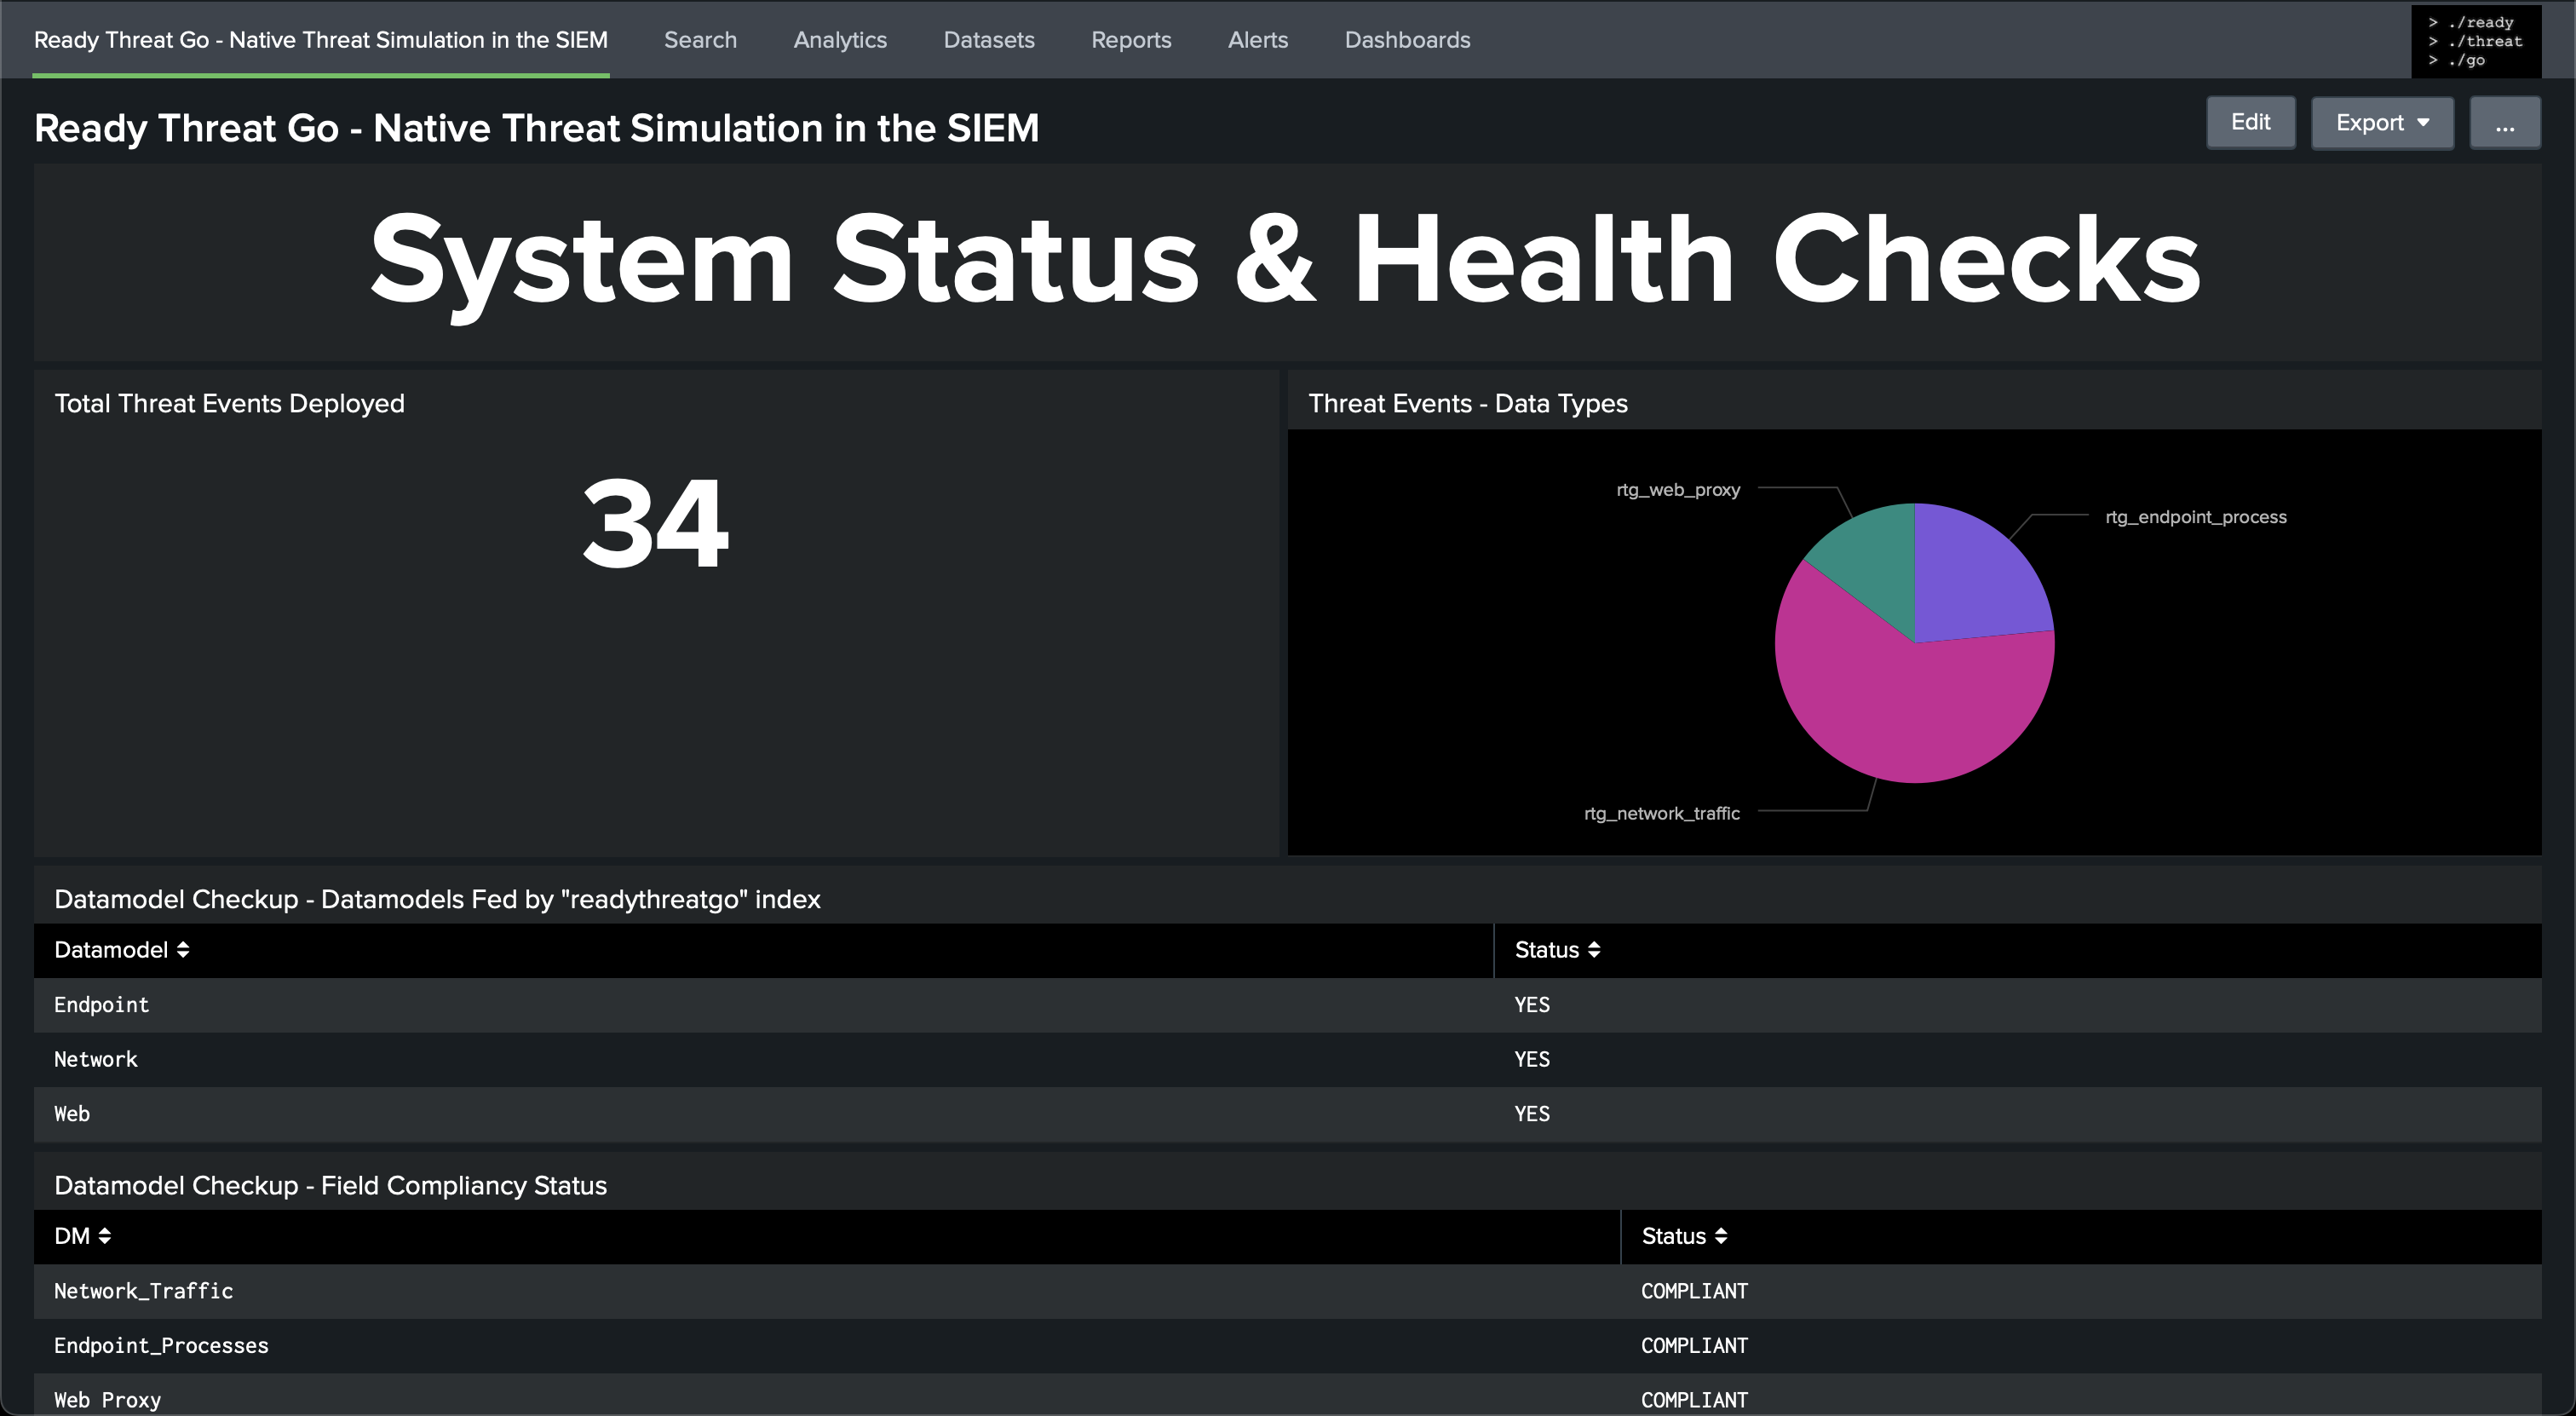 Ready Threat Go - Native Threat Simulation in the SIEM Search Analytics Datasets Reports Alerts Dashboards
> ./ready
> ./threat
> ./go
Ready Threat Go - Native Threat Simulation in the SIEM
Edit Export ...
System Status & Health Checks
Total Threat Events Deployed
34
Threat Events - Data Types
rtg_web_proxy
rtg_endpoint_process
rtg_network_traffic
Datamodel Checkup - Datamodels Fed by "readythreatgo" index
Datamodel Status
Endpoint YES
Network YES
Web YES
Datamodel Checkup - Field Compliancy Status
DM Status
Network_Traffic COMPLIANT
Endpoint_Processes COMPLIANT
Web Proxy COMPLIANT